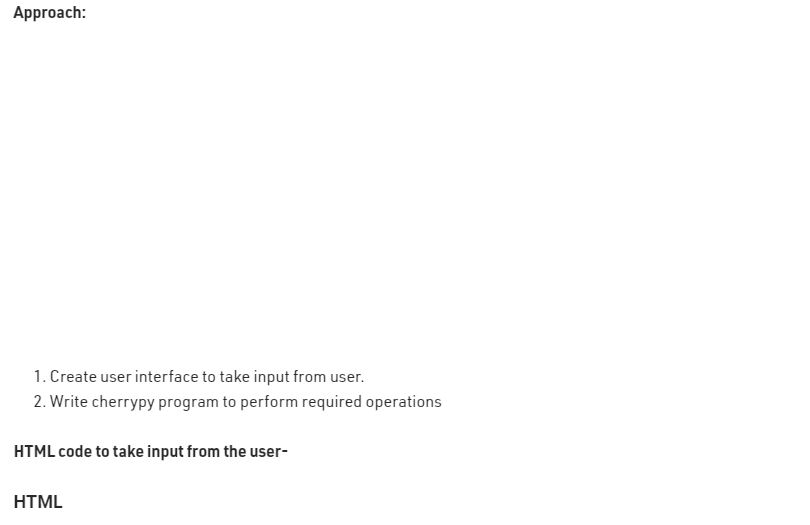 Approach:
1. Create user interface to take input from user.
2. Write cherrypy program to perform required operations
HTML code to take input from the user-
HTML